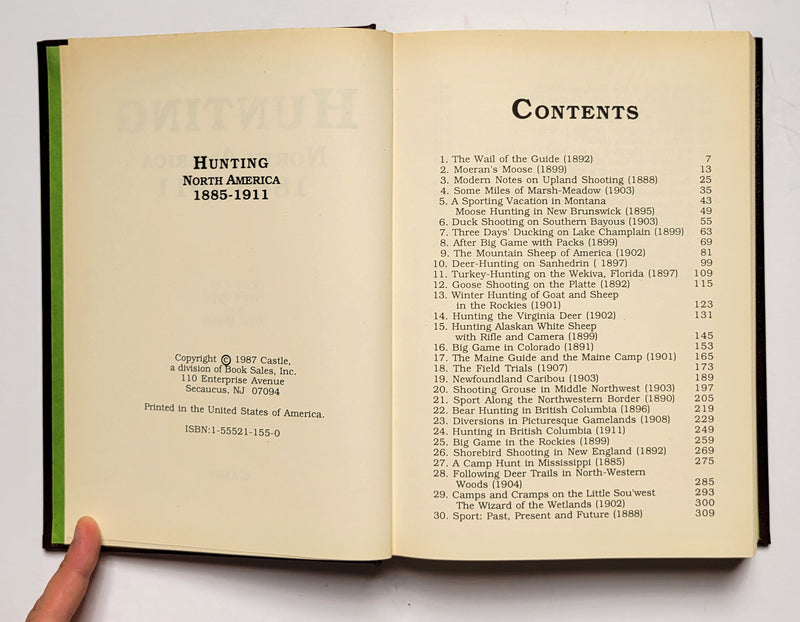 HUNTING
NORTH AMERICA
1885-1911
Copyright © 1987 Castle,
a division of Book Sales, Inc.
110 Enterprise Avenue
Secaucus, NJ 07094
Printed in the United States of America.
ISBN:1-55521-155-0
CONTENTS
1. The Wail of the Guide (1892) 7
2. Moeran's Moose (1899) 13
3. Modern Notes on Upland Shooting (1888) 25
4. Some Miles of Marsh-Meadow (1903) 35
5. A Sporting Vacation in Montana 43
Moose Hunting in New Brunswick (1895) 49
6. Duck Shooting on Southern Bayous (1903) 55
7. Three Days' Ducking on Lake Champlain (1899) 63
8. After Big Game with Packs (1899) 69
9. The Mountain Sheep of America (1902) 81
10. Deer-Hunting on Sanhedrin ( 1897) 99
11. Turkey-Hunting on the Wekiva, Florida (1897) 109
12. Goose Shooting on the Platte (1892) 115
13. Winter Hunting of Goat and Sheep
in the Rockies (1901) 123
14. Hunting the Virginia Deer (1902) 131
15. Hunting Alaskan White Sheep
with Rifle and Camera (1899) 145
16. Big Game in Colorado (1891) 153
17. The Maine Guide and the Maine Camp (1901) 165
18. The Field Trials (1907) 173
19. Newfoundland Caribou (1903) 189
20. Shooting Grouse in Middle Northwest (1903) 197
21. Sport Along the Northwestern Border (1890) 205
22. Bear Hunting in British Columbia (1896) 219
23. Diversions in Picturesque Gamelands (1908) 229
24. Hunting in British Columbia (1911) 249
25. Big Game in the Rockies (1899) 259
26. Shorebird Shooting in New England (1892) 269
27. A Camp Hunt in Mississippi (1885) 275
28. Following Deer Trails in North-Western
Woods (1904) 285
29. Camps and Cramps on the Little Sou'west 293
The Wizard of the Wetlands (1902) 300
30. Sport: Past, Present and Future (1888) 309